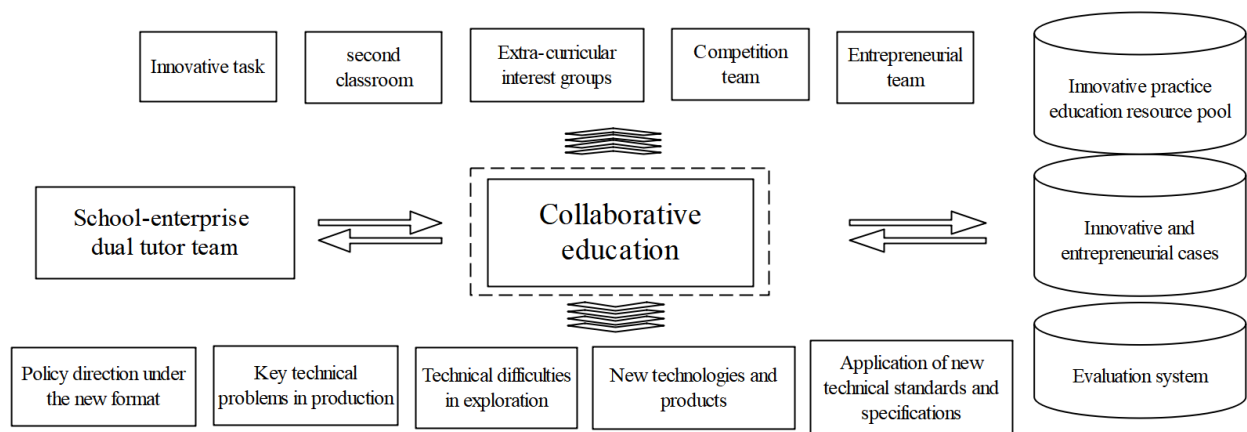 Innovative task
second
classroom
Extra-curricular
interest groups
Competition
team
Entrepreneurial
team
Innovative practice
education resource pool
School-enterprise
dual tutor team
Collaborative
education
Innovative and
entrepreneurial cases
Policy direction under
the new format
Key technical
problems in production
Technical difficulties
in exploration
New technologies and
products
Application of new
technical standards and
specifications
Evaluation system